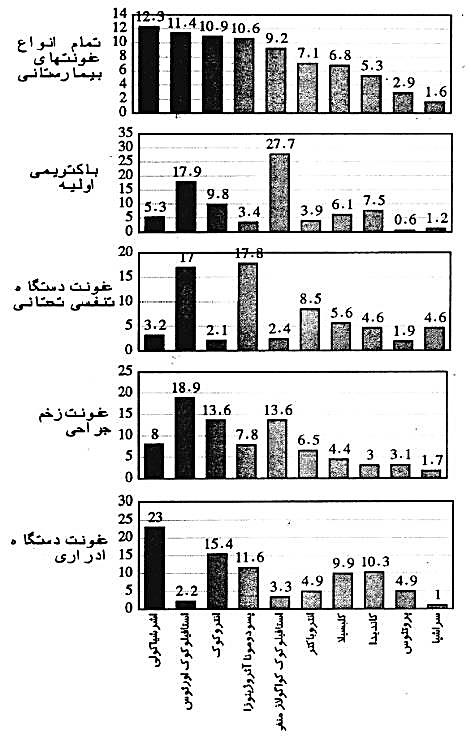 تمام انواع
عفونتهای
بیمارستانی
14
12
10
8
6
4
2
0
12.3 11.4 10.9 10.6 9.2 7.1 6.8 5.3 2.9 1.6
باکتریمی
اولیه
35
30
25
20
15
10
5
0
5.3 17.9 9.8 3.4 27.7 3.9 6.1 7.5 0.6 1.2
عفونت دستگاه
تنفسی تحتانی
20
15
10
5
0
3.2 17 2.1 17.8 2.4 8.5 5.6 4.6 1.9 4.6
عفونت زخم
جراحی
25
20
15
10
5
0
8 18.9 13.6 7.8 13.6 6.5 4.4 3 3.1 1.7
عفونت دستگاه
ادراری
30
25
20
15
10
5
0
23 2.2 15.4 11.6 3.3 4.9 9.9 10.3 4.9 1
اشرشیاکولی
استافیلوکوک اورئوس
انتروکوک
پسودومونا آئروژینوزا
استافیلوکوک کواگولاز منفی
انتروباکتر
کلبسیلا
کاندیدا
پروتئوس
سراشیا